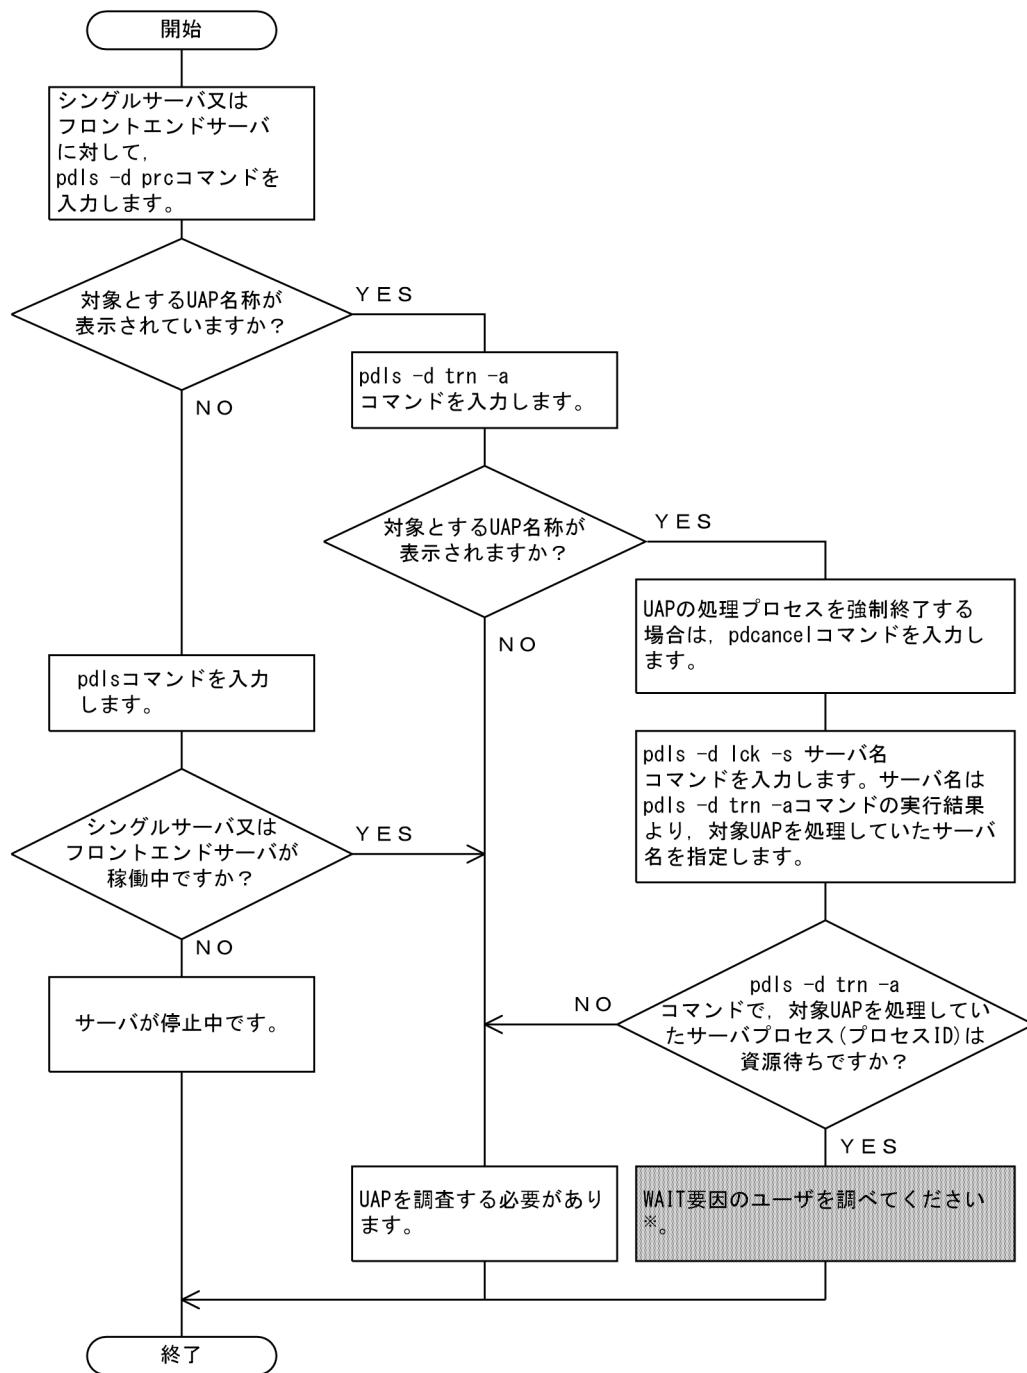 開始
シングルサーバ又は
フロントエンドサーバ
に対して，
pdls -d prcコマンドを
入力します。
対象とするUAP名称が
表示されていますか？
ＹＥＳ
ＮＯ
pdls -d trn -a
コマンドを入力します。
対象とするUAP名称が
表示されますか？
ＹＥＳ
ＮＯ
UAPの処理プロセスを強制終了する
場合は，pdcancelコマンドを入力し
ます。
pdlsコマンドを入力
します。
pdls -d lck -s サーバ名
コマンドを入力します。サーバ名は
pdls -d trn -aコマンドの実行結果
より，対象UAPを処理していたサーバ
名を指定します。
シングルサーバ又は
フロントエンドサーバが
稼働中ですか？
ＹＥＳ
ＮＯ
サーバが停止中です。
pdls -d trn -a
コマンドで，対象UAPを処理してい
たサーバプロセス(プロセスID)は
資源待ちですか？
ＮＯ
ＹＥＳ
UAPを調査する必要があり
ます。
WAIT要因のユーザを調べてください
※。
終了